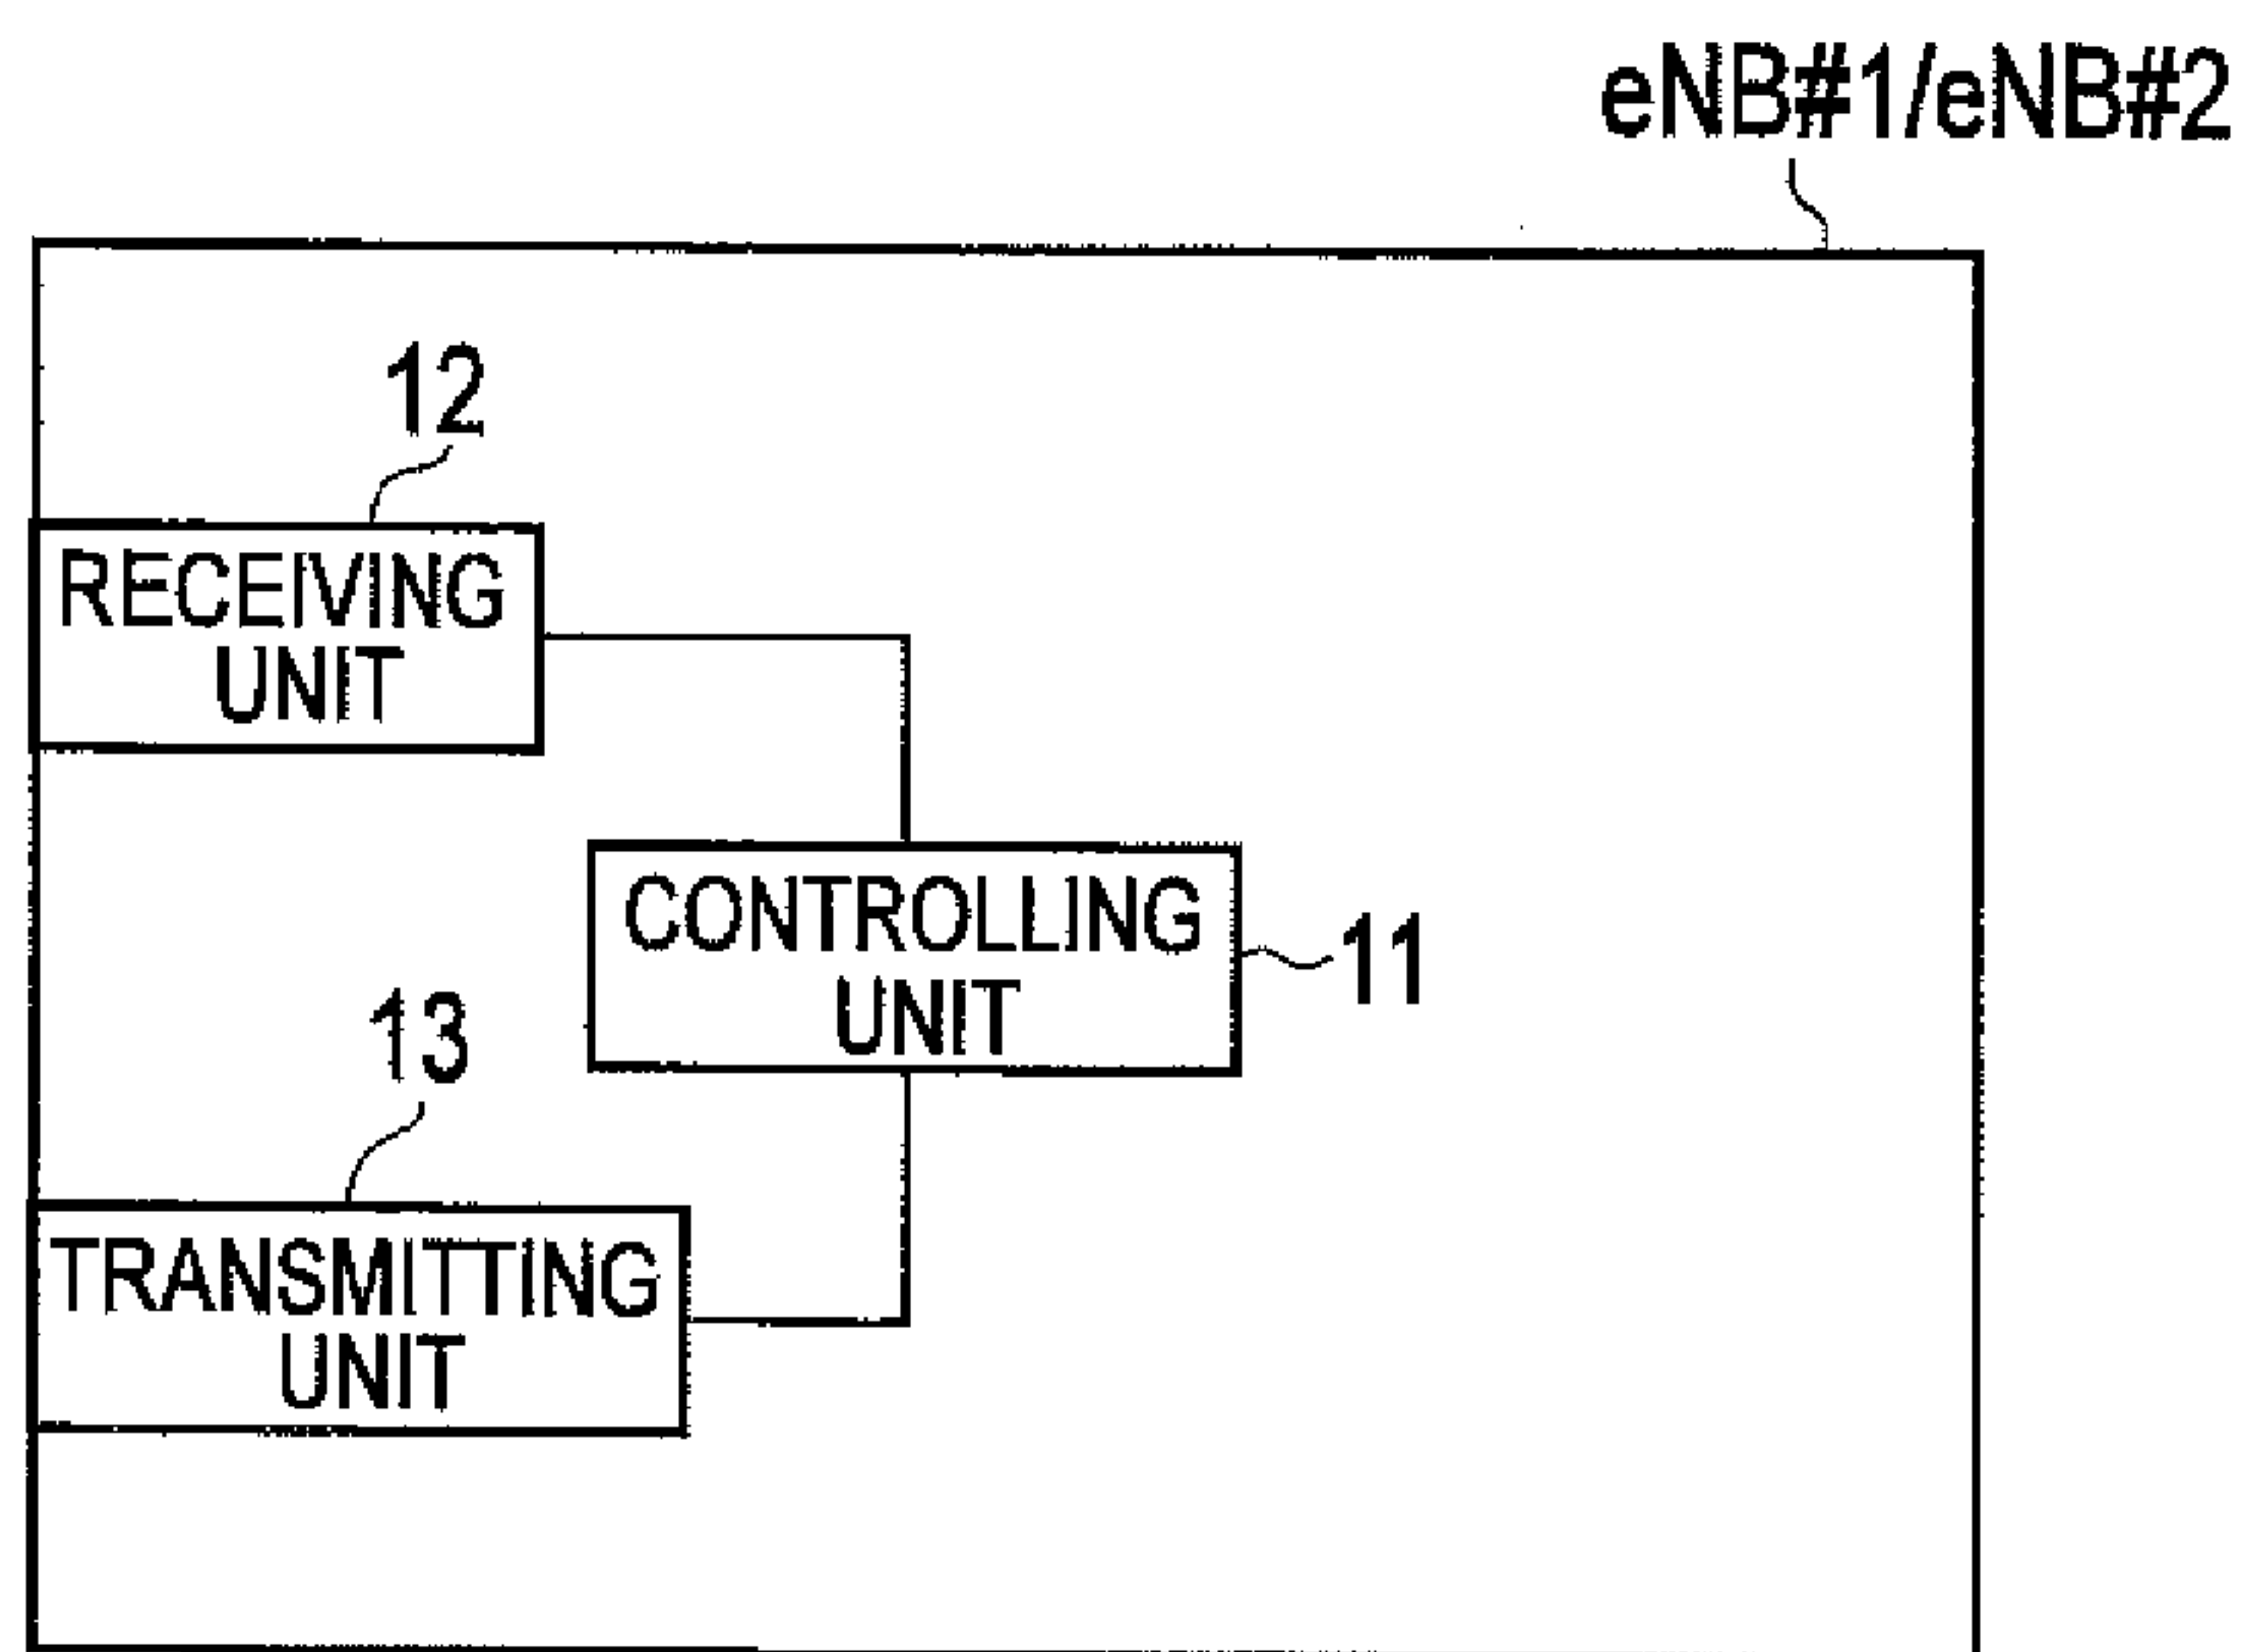 eNB#1/eNB#2
12
RECEIVING
UNIT
CONTROLLING
UNIT
11
13
TRANSMITTING
UNIT